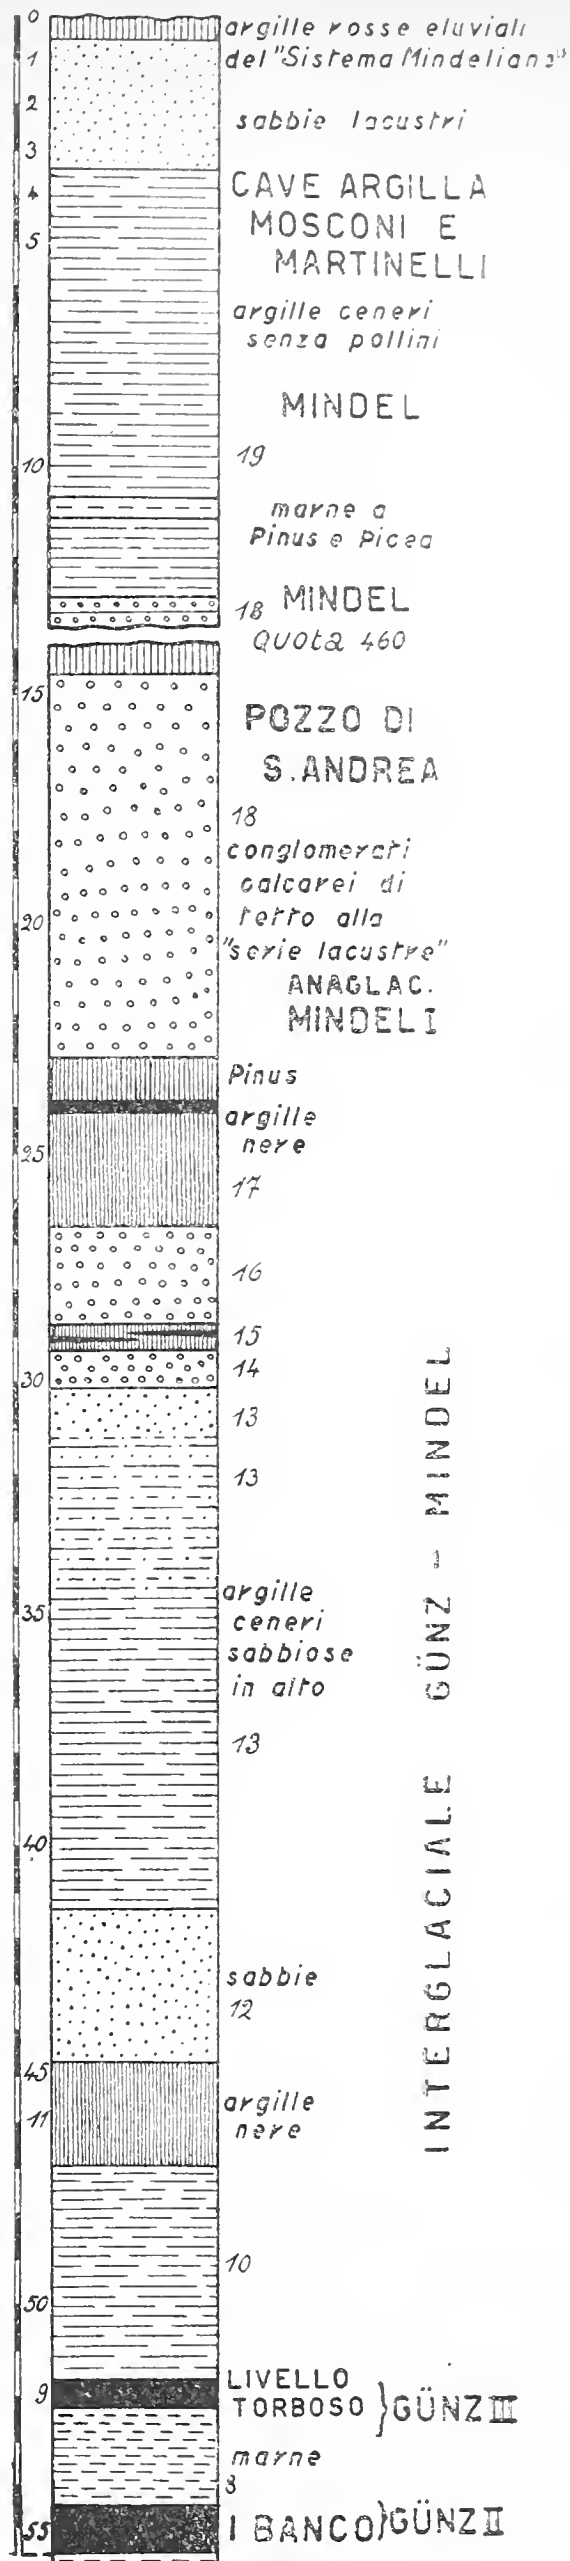 0
argille rosse eluviali
1
del "Sistema Mindeliano"
2
sabbie lacustri
3
4
CAVE ARGILLA
MOSCONI E
5
MARTINELLI
argille ceneri
senza pollini
MINDEL
10
19
marne a
Pinus e Picea
18 MINDEL
Quota 460
15
POZZO DI
S. ANDREA
18
conglomerati
calcarei di
20
tetto alla
"serie lacustre"
ANAGLAC.
MINDEL I
Pinus
argille
nere
25
17
16
15
14
30
13
13
argille
35
ceneri
sabbiose
in alto
13
40
sabbie
12
45
11
argille
nere
10
50
INTERGLACIALE GÜNZ - MINDEL
9
LIVELLO
TORBOSO } GÜNZ III
marne
8
55
I BANCO } GÜNZ II